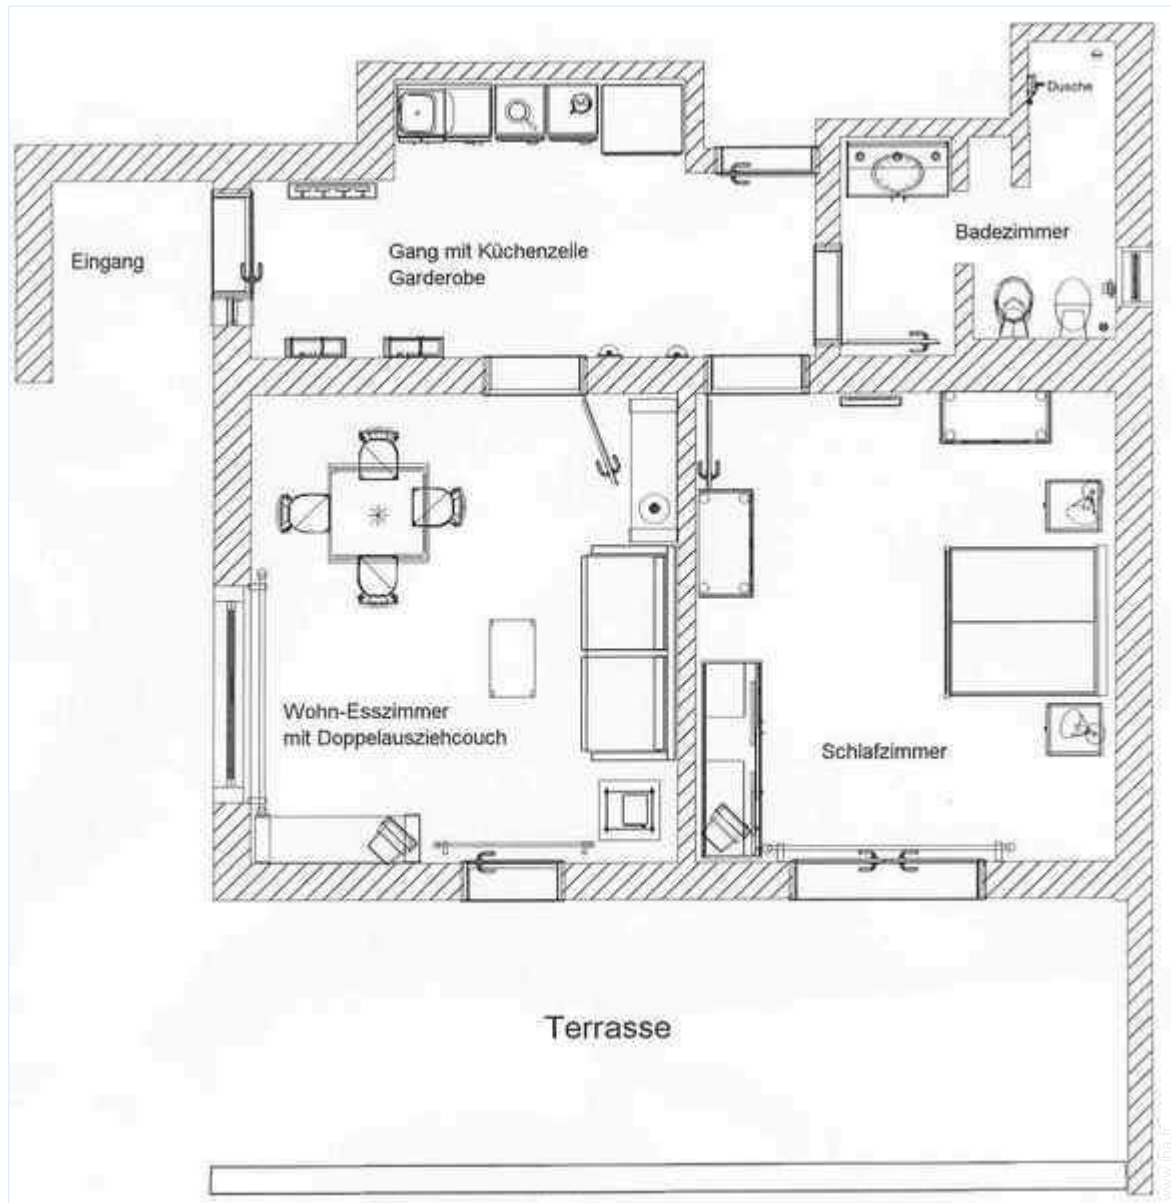 Dusche
Badezimmer
Eingang
Gang mit Küchenzeile
Garderobe
Wohn-Esszimmer
mit Doppelausziehcouch
Schlafzimmer
Terrasse